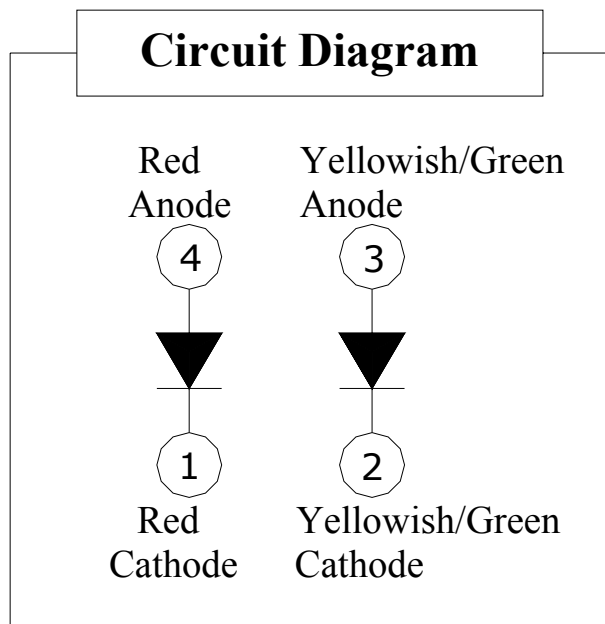 Circuit Diagram
Red
Anode
Yellowish/Green
Anode
4
3
1
2
Red
Cathode
Yellowish/Green
Cathode